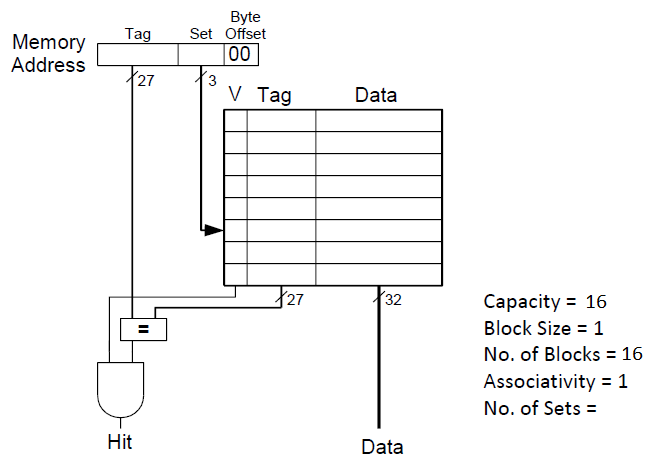 Byte
Tag Set Offset
Memory
Address
00
27 3
V Tag Data
27 32
=
Hit
Data
Capacity = 16
Block Size = 1
No. of Blocks = 16
Associativity = 1
No. of Sets =